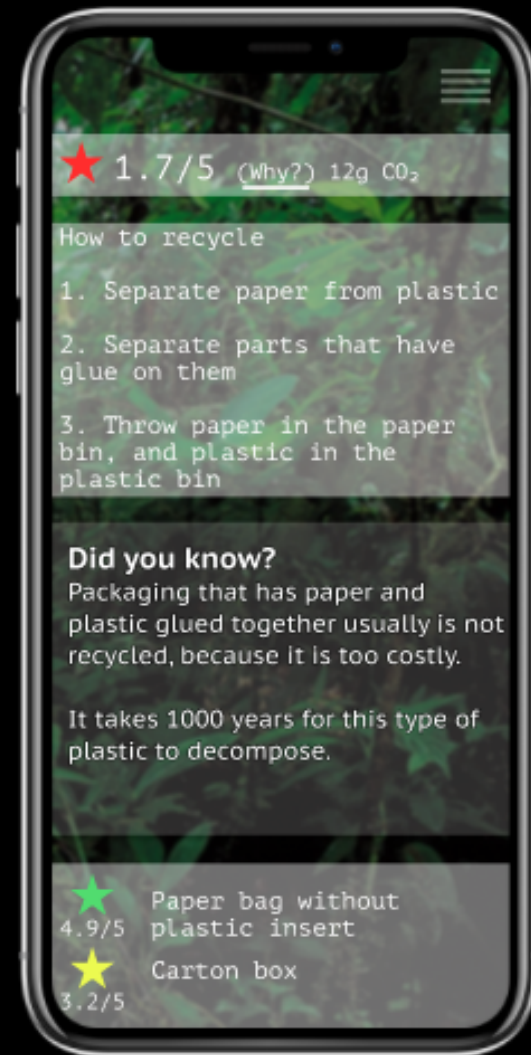 1.7/5 (Why?) 12g CO₂
How to recycle
1. Separate paper from plastic
2. Separate parts that have
glue on them
3. Throw paper in the paper
bin, and plastic in the
plastic bin
Did you know?
Packaging that has paper and
plastic glued together usually is not
recycled, because it is too costly.
It takes 1000 years for this type of
plastic to decompose.
4.9/5 Paper bag without
plastic insert
3.2/5 Carton box